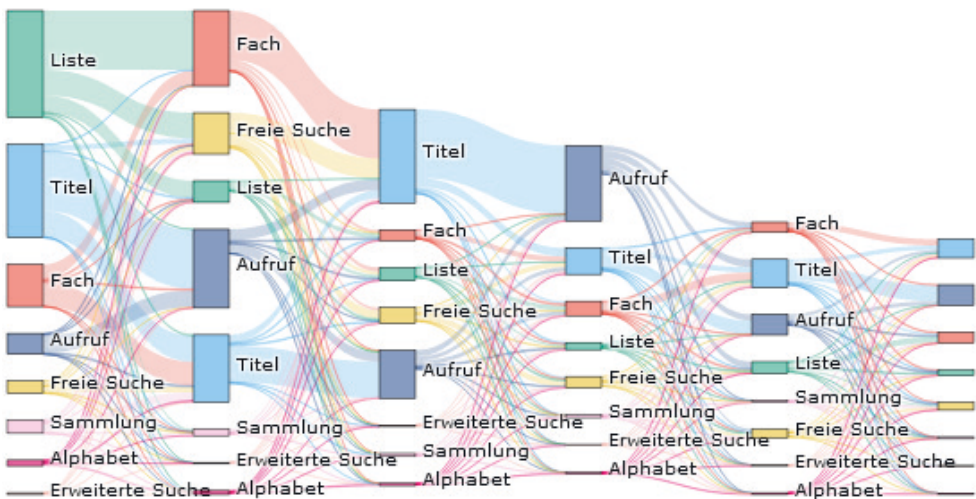 Liste
Titel
Fach
Aufruf
Freie Suche
Sammlung
Alphabet
Erweiterte Suche
Fach
Freie Suche
Liste
Aufruf
Titel
Sammlung
Erweiterte Suche
Alphabet
Titel
Fach
Liste
Freie Suche
Aufruf
Erweiterte Suche
Sammlung
Alphabet
Aufruf
Titel
Fach
Liste
Freie Suche
Sammlung
Erweiterte Suche
Alphabet
Fach
Titel
Aufruf
Liste
Sammlung
Freie Suche
Erweiterte Suche
Alphabet